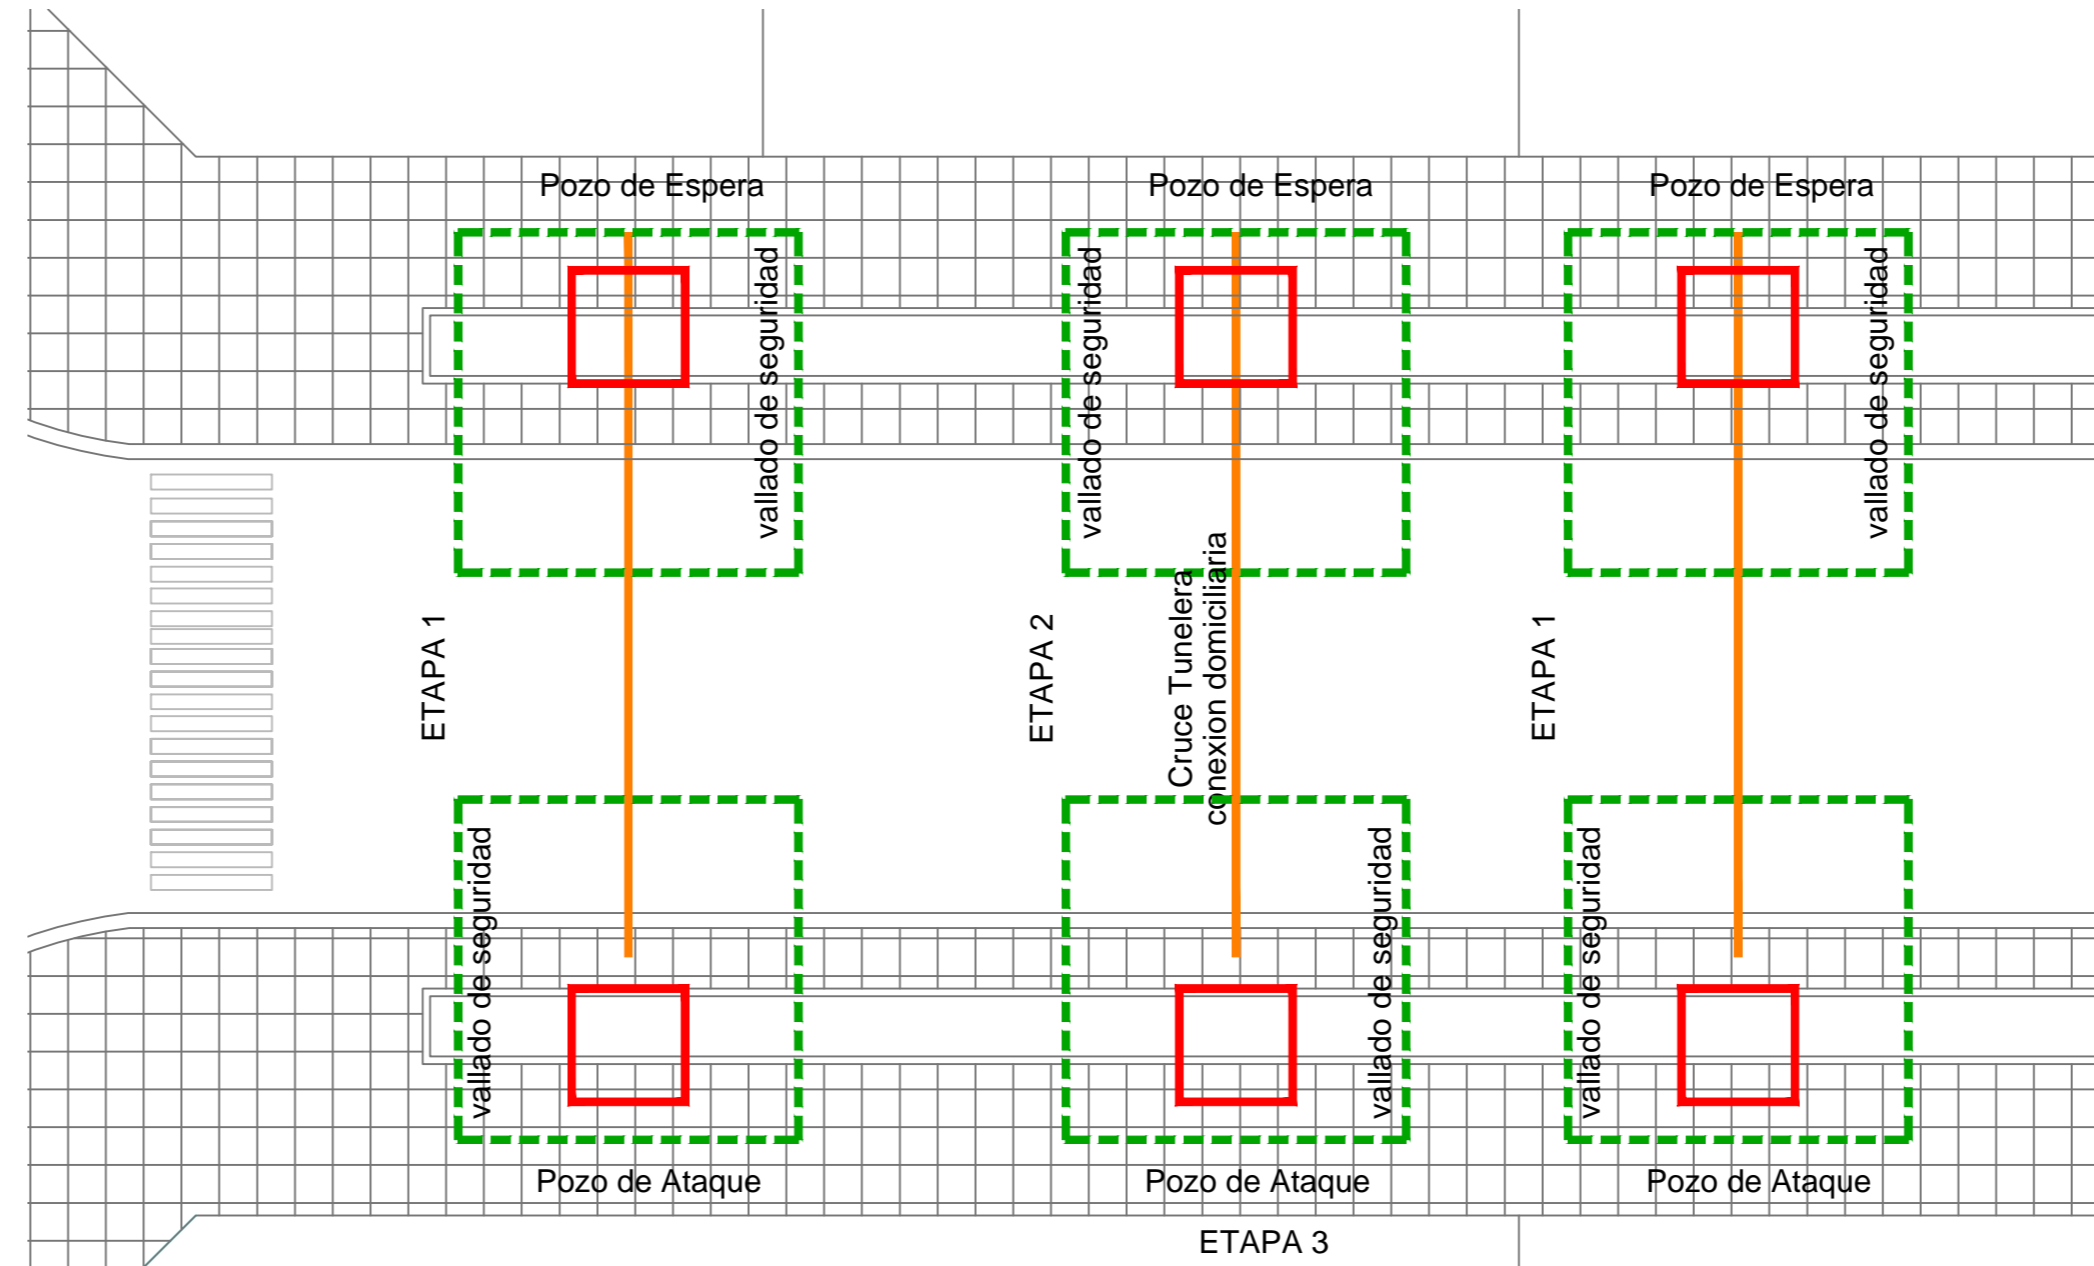 Pozo de Espera
Pozo de Espera
Pozo de Espera
vallado de seguridad
vallado de seguridad
vallado de seguridad
ETAPA 1
ETAPA 2
Cruce Tunelera
conexion domiciliaria
ETAPA 1
vallado de seguridad
vallado de seguridad
vallado de seguridad
Pozo de Ataque
Pozo de Ataque
Pozo de Ataque
ETAPA 3